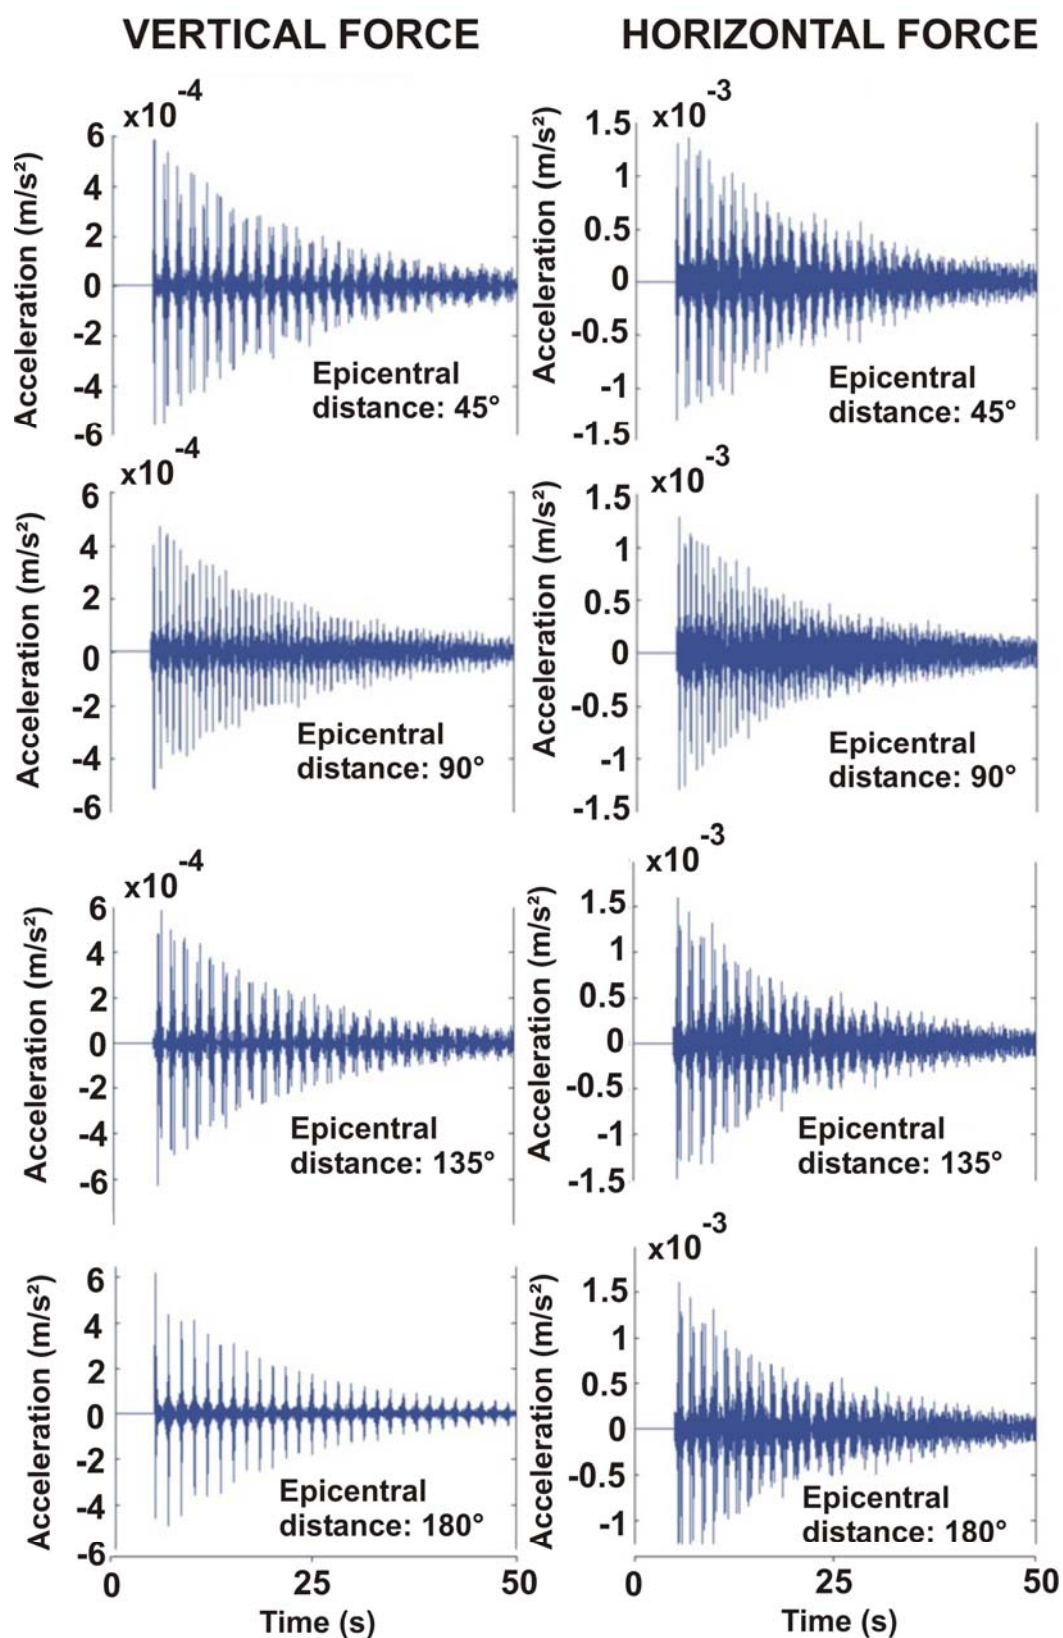 VERTICAL FORCE
HORIZONTAL FORCE
x10-4
6
4
2
0
-2
-4
-6
Acceleration (m/s²)
Epicentral
distance: 45°
x10-3
1.5
1
0.5
0
-0.5
-1
-1.5
Acceleration (m/s²)
Epicentral
distance: 45°
x10-4
6
4
2
0
-2
-4
-6
Acceleration (m/s²)
Epicentral
distance: 90°
x10-3
1.5
1
0.5
0
-0.5
-1
-1.5
Acceleration (m/s²)
Epicentral
distance: 90°
x10-4
6
4
2
0
-2
-4
-6
Acceleration (m/s²)
Epicentral
distance: 135°
x10-3
1.5
1
0.5
0
-0.5
-1
-1.5
Acceleration (m/s²)
Epicentral
distance: 135°
6
4
2
0
-2
-4
-6
Acceleration (m/s²)
Epicentral
distance: 180°
0
25
50
Time (s)
x10-3
1.5
1
0.5
0
-0.5
-1
Acceleration (m/s²)
Epicentral
distance: 180°
0
25
50
Time (s)